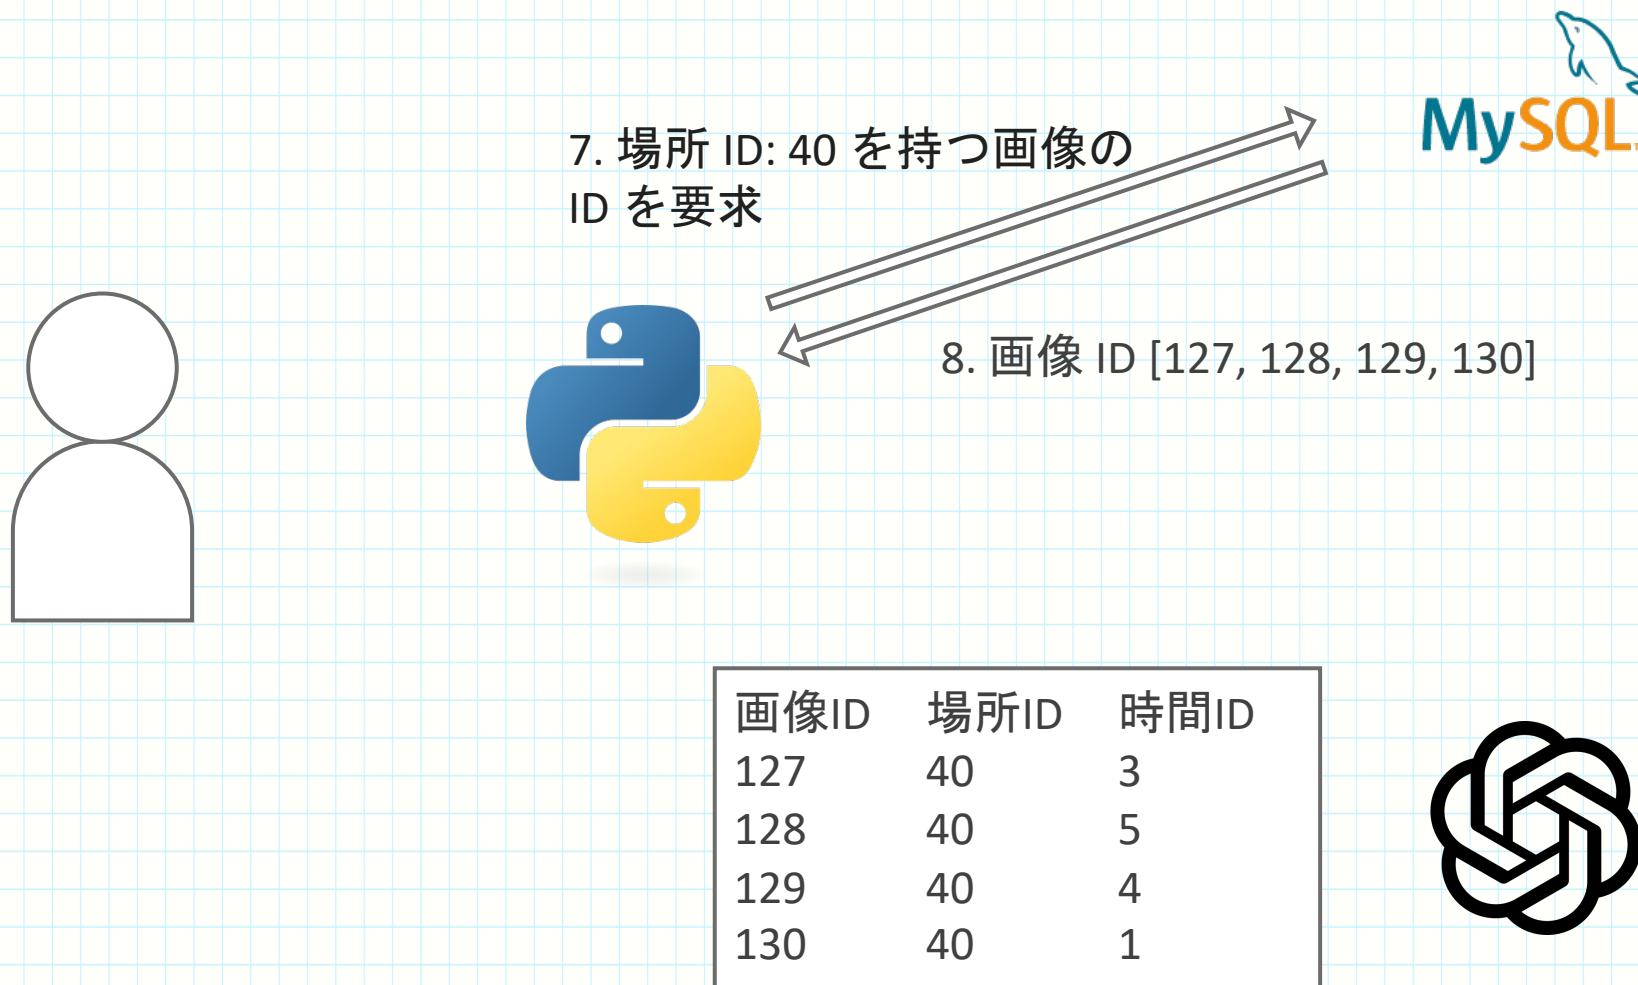 MySQL
7. 場所 ID: 40 を持つ画像の
ID を要求
8. 画像 ID [127, 128, 129, 130]
画像ID 場所ID 時間ID
127 40 3
128 40 5
129 40 4
130 40 1